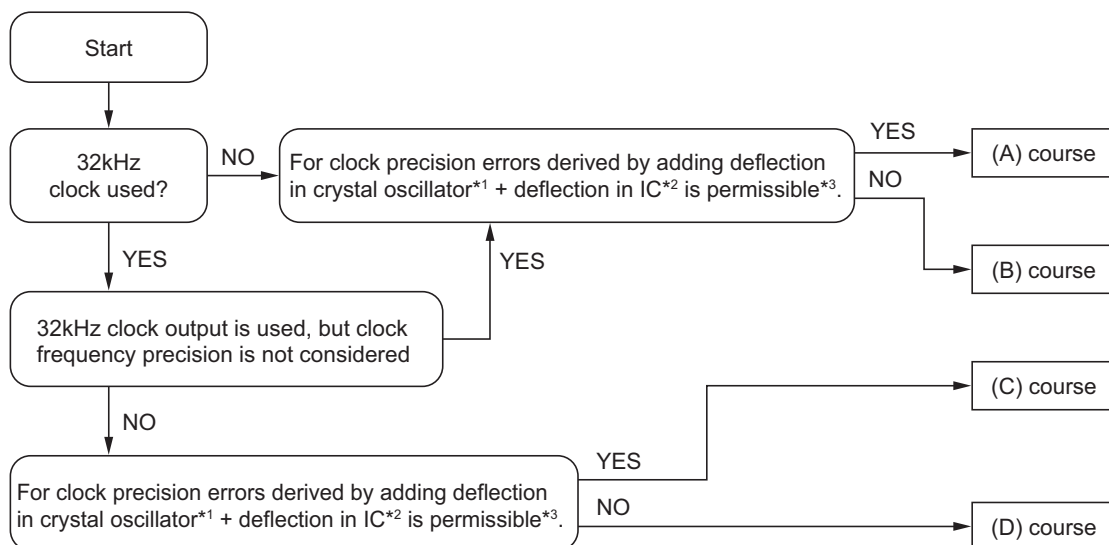 Start
32kHz
clock used?
NO
For clock precision errors derived by adding deflection
in crystal oscillator*1 + deflection in IC*2 is permissible*3.
YES
(A) course
NO
(B) course
YES
YES
32kHz clock output is used, but clock
frequency precision is not considered
NO
(C) course
For clock precision errors derived by adding deflection
in crystal oscillator*1 + deflection in IC*2 is permissible*3.
YES
NO
(D) course